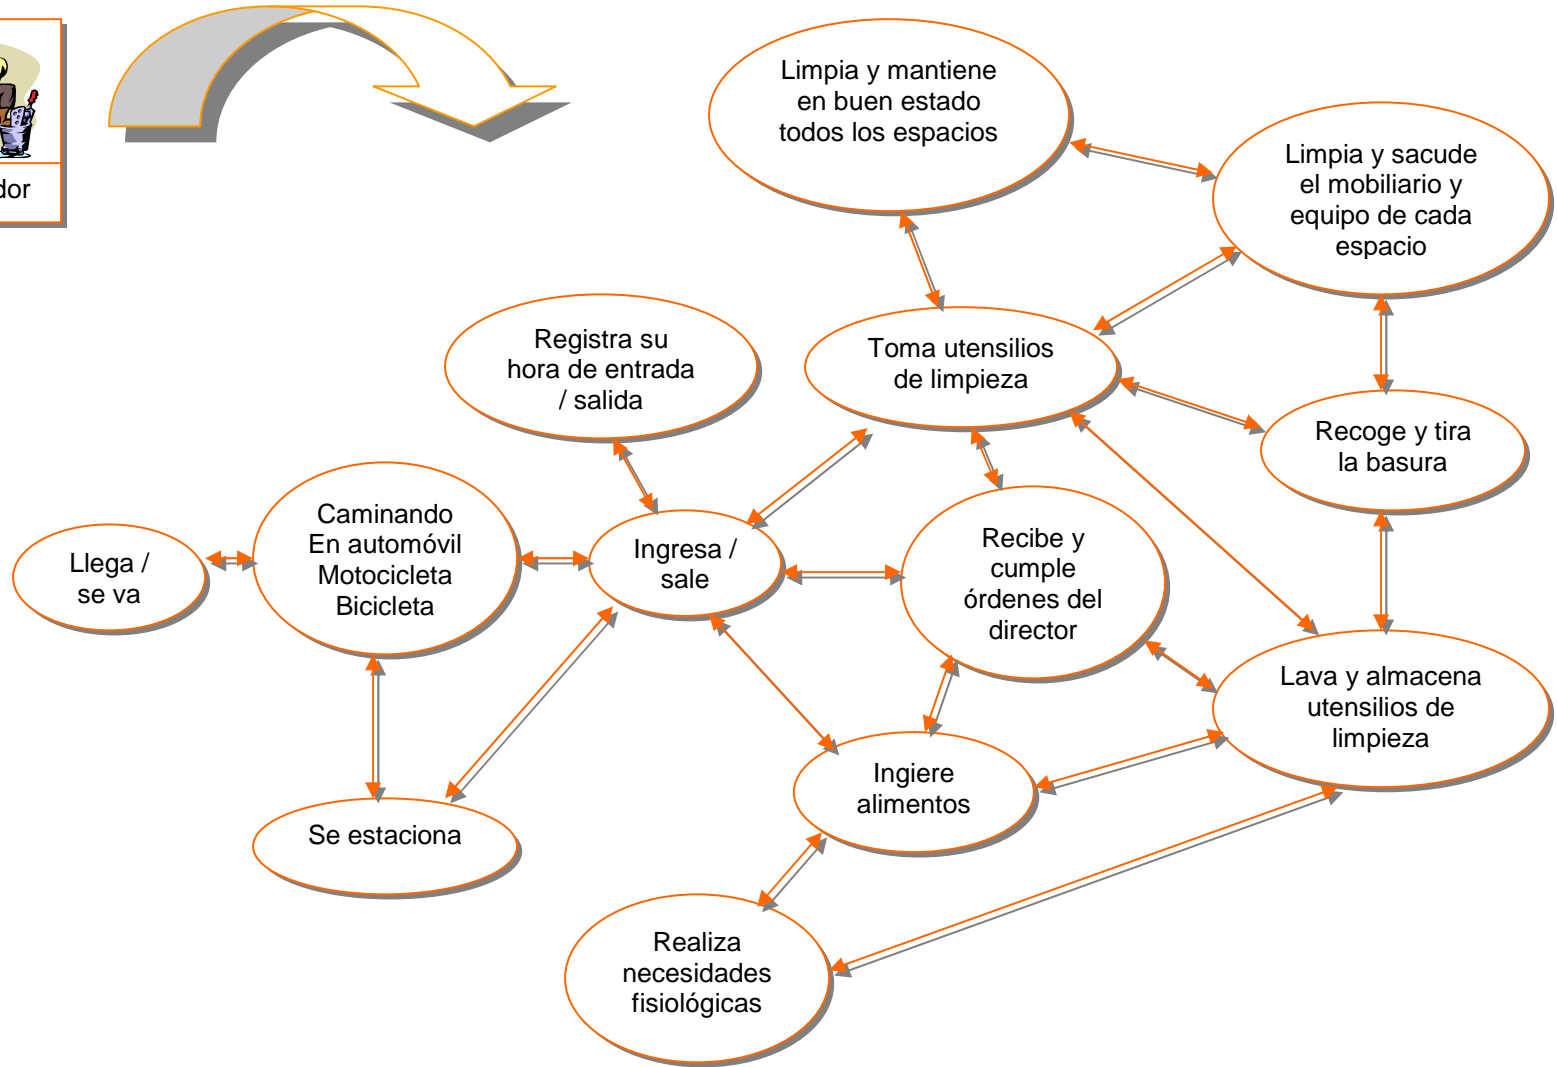 Limpia y mantiene
en buen estado
todos los espacios
Limpia y sacude
el mobiliario y
equipo de cada
espacio
Registra su
hora de entrada
/ salida
Toma utensilios
de limpieza
Recoge y tira
la basura
Caminando
En automóvil
Motocicleta
Bicicleta
Llega /
se va
Ingresa /
sale
Recibe y
cumple
órdenes del
director
Lava y almacena
utensilios de
limpieza
Ingiere
alimentos
Se estaciona
Realiza
necesidades
fisiológicas